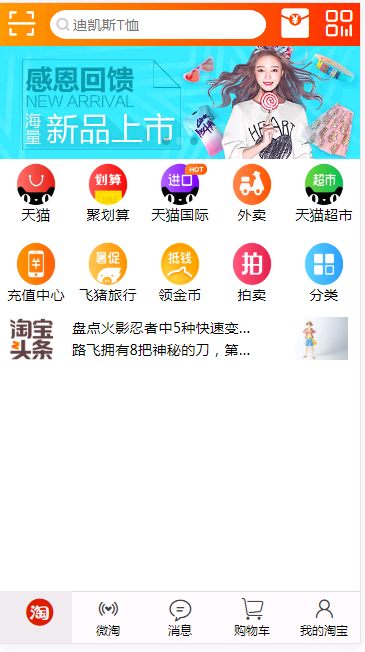 迪凯斯T恤
¥
感恩回馈
NEW ARRIVAL
海量 新品上市
HEART
划算 进口 HOT 超市
天猫 聚划算 天猫国际 外卖 天猫超市
¥ 暑促 抵钱 拍
充值中心 飞猪旅行 领金币 拍卖 分类
淘宝头条
盘点火影忍者中5种快速变...
路飞拥有8把神秘的刀，第...
淘
微淘 消息 购物车 我的淘宝